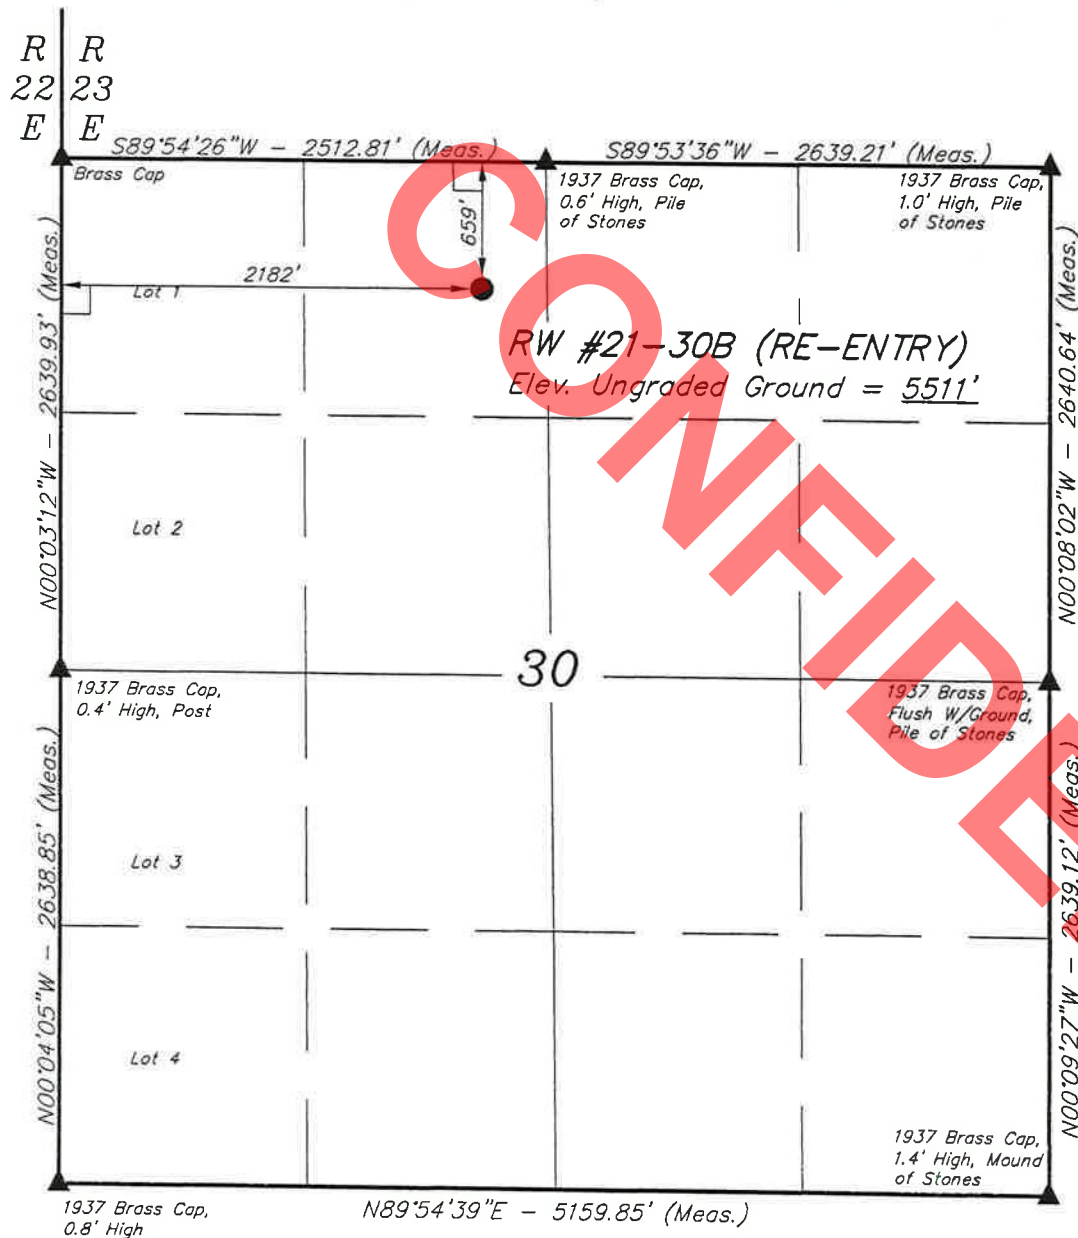 R R
22 23
E E
S89°54'26"W - 2512.81' (Meas.)
S89°53'36"W - 2639.21' (Meas.)
Brass Cap
1937 Brass Cap,
0.6' High, Pile
of Stones
1937 Brass Cap,
1.0' High, Pile
of Stones
659'
2182'
Lot 1
N00°03'12"W - 2639.93' (Meas.)
N00°08'02"W - 2640.64' (Meas.)
RW #21-30B (RE-ENTRY)
Elev. Ungraded Ground = 5511'
Lot 2
30
1937 Brass Cap,
0.4' High, Post
1937 Brass Cap,
Flush W/Ground,
Pile of Stones
N00°04'05"W - 2638.85' (Meas.)
N00°09'27"W - 2639.12' (Meas.)
Lot 3
Lot 4
1937 Brass Cap,
1.4' High, Mound
of Stones
1937 Brass Cap,
0.8' High
N89°54'39"E - 5159.85' (Meas.)
CONFIDE